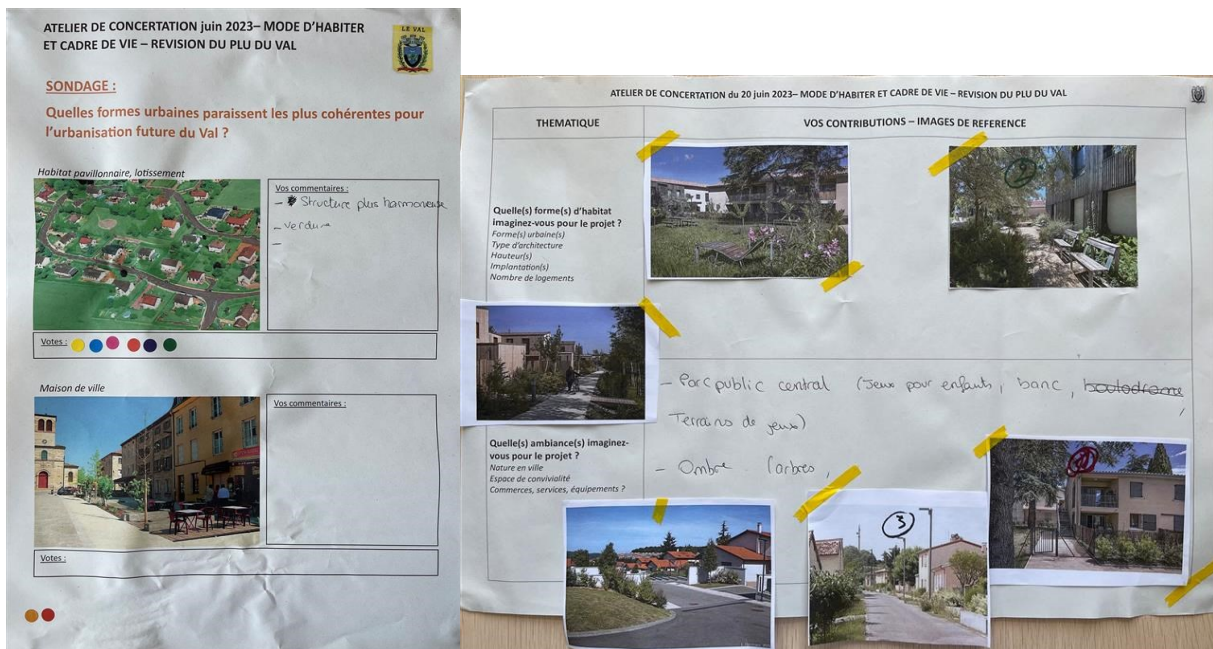 ATELIER DE CONCERTATION juin 2023– MODE D'HABITER
ET CADRE DE VIE – REVISION DU PLU DU VAL
LE VAL
SONDAGE :
Quelles formes urbaines paraissent les plus cohérentes pour
l'urbanisation future du Val ?
Habitat pavillonnaire, lotissement
Vos commentaires :
- Structure plus harmonieuse
- verdure
-
Votes :
Maison de ville
Vos commentaires :
Votes :
ATELIER DE CONCERTATION du 20 juin 2023– MODE D'HABITER ET CADRE DE VIE – REVISION DU PLU DU VAL
THEMATIQUE
VOS CONTRIBUTIONS – IMAGES DE REFERENCE
Quelle(s) forme(s) d'habitat
imaginez-vous pour le projet ?
Forme(s) urbaine(s)
Type d'architecture
Hauteur(s)
Implantation(s)
Nombre de logements
2
- Parc public central (Jeux pour enfants, banc, boulodrome,
Terrains de jeux)
- Ombre (arbres,
Quelle(s) ambiance(s) imaginez-
vous pour le projet ?
Nature en ville
Espace de convivialité
Commerces, services, équipements ?
3